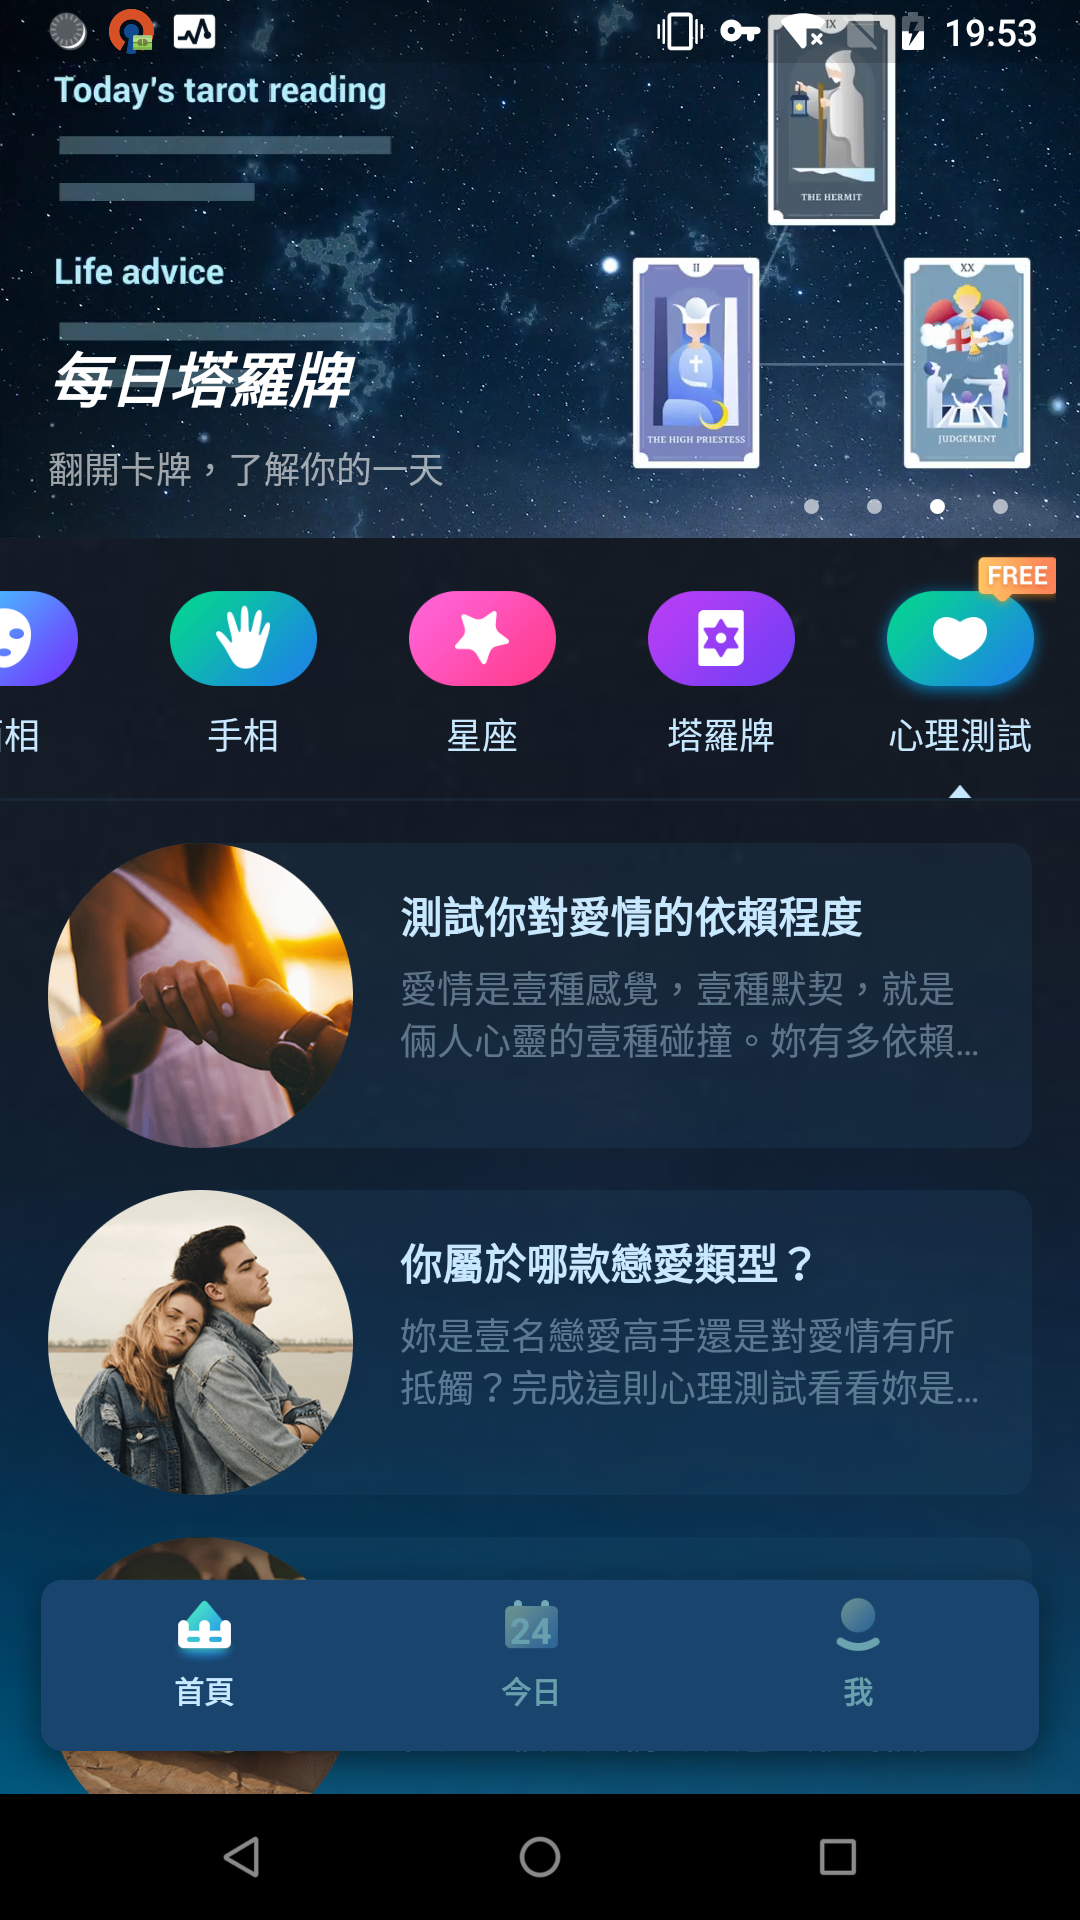 19:53
Today's tarot reading
IX
THE HERMIT
Life advice
II
XX
THE HIGH PRIESTESS
JUDGEMENT
每日塔羅牌
翻開卡牌，了解你的一天
FREE
相
手相
星座
塔羅牌
心理測試
測試你對愛情的依賴程度
愛情是壹種感覺，壹種默契，就是
倆人心靈的壹種碰撞。妳有多依賴...
你屬於哪款戀愛類型？
妳是壹名戀愛高手還是對愛情有所
抵觸？完成這則心理測試看看妳是...
24
首頁
今日
我